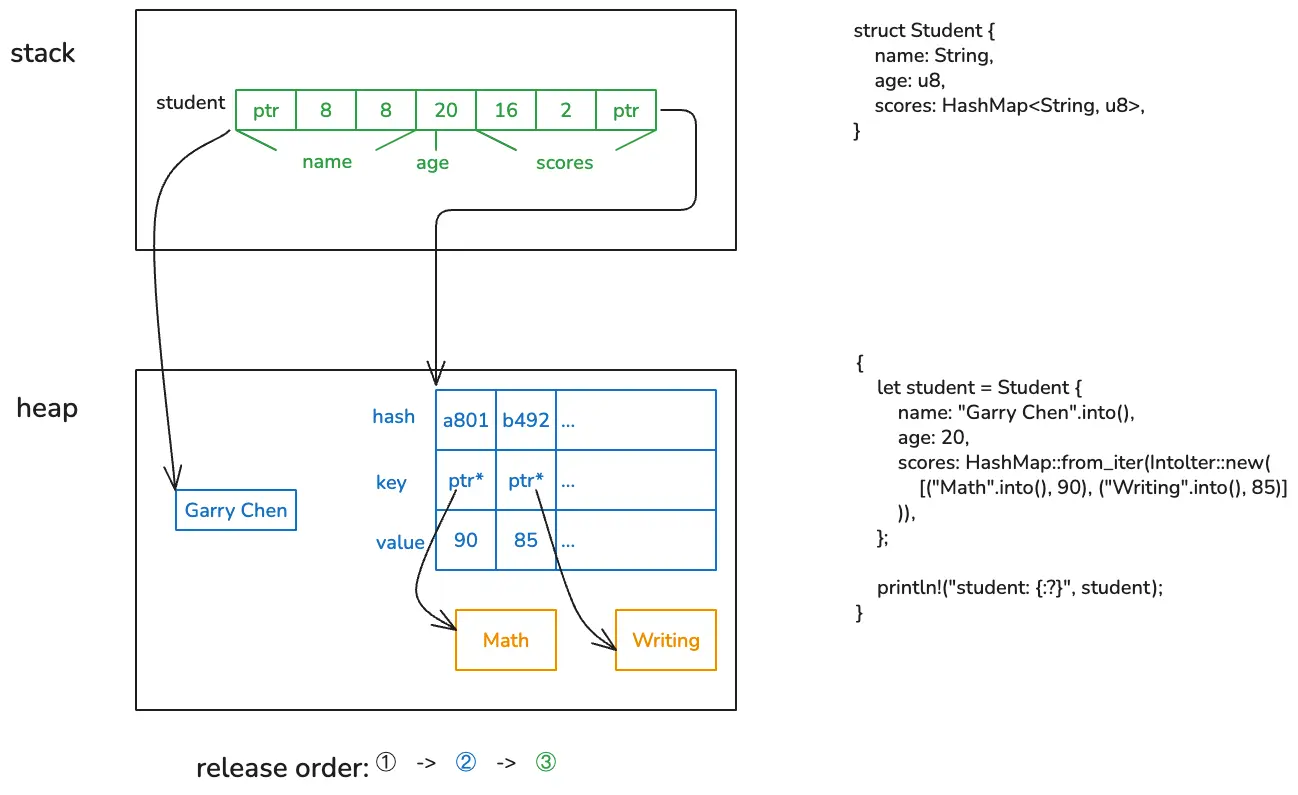 stack
student ptr 8 8 20 16 2 ptr
name age scores
struct Student {
name: String,
age: u8,
scores: HashMap<String, u8>,
}
heap
hash a801 b492 ...
key ptr* ptr* ...
value 90 85 ...
Garry Chen
Math Writing
{
let student = Student {
name: "Garry Chen".into(),
age: 20,
scores: HashMap::from_iter(IntoIter::new(
[("Math".into(), 90), ("Writing".into(), 85)]
)),
};
println!("student: {:?}", student);
}
release order: ① -> ② -> ③